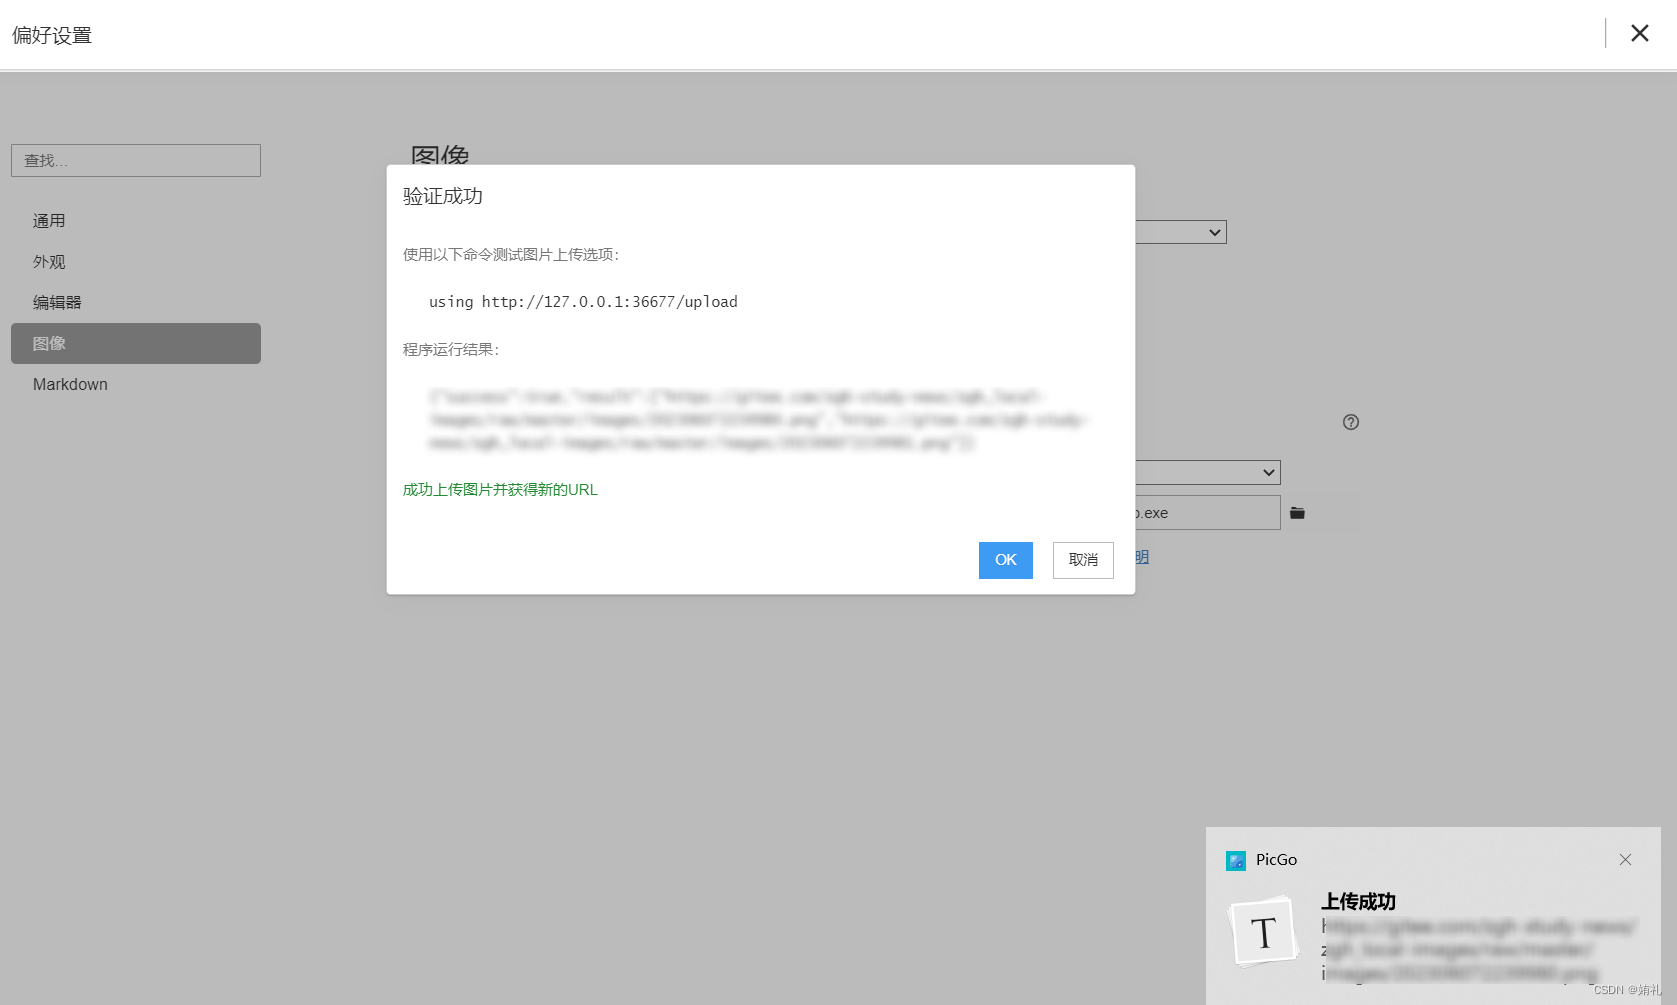 偏好设置
查找...
图像
通用
外观
编辑器
图像
Markdown
验证成功
使用以下命令测试图片上传选项：
using http://127.0.0.1:36677/upload
程序运行结果：
成功上传图片并获得新的URL
OK
取消
.exe
明
PicGo
上传成功
T
CSDN @姷礼